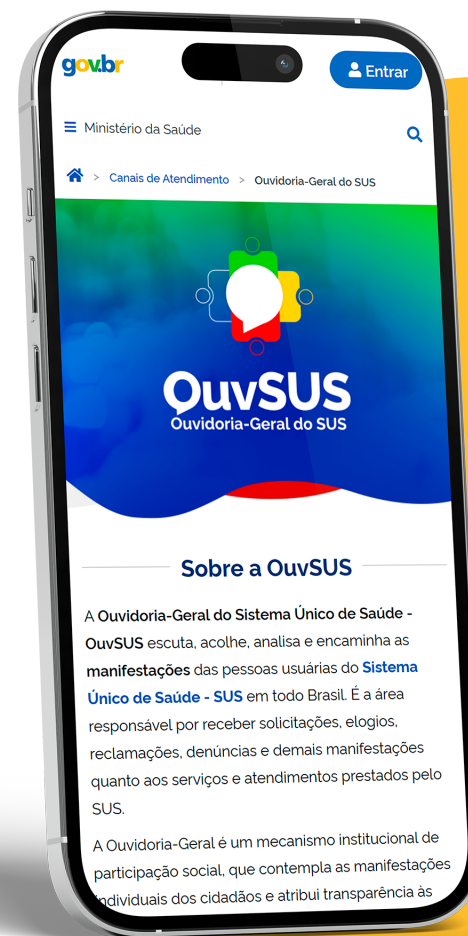 gov.br
Entrar
Ministério da Saúde
> Canais de Atendimento > Ouvidoria-Geral do SUS
OuvSUS
Ouvidoria-Geral do SUS
Sobre a OuvSUS
A Ouvidoria-Geral do Sistema Único de Saúde -
OuvSUS escuta, acolhe, analisa e encaminha as
manifestações das pessoas usuárias do Sistema
Único de Saúde - SUS em todo Brasil. É a área
responsável por receber solicitações, elogios,
reclamações, denúncias e demais manifestações
quanto aos serviços e atendimentos prestados pelo
SUS.
A Ouvidoria-Geral é um mecanismo institucional de
participação social, que contempla as manifestações
individuais dos cidadãos e atribui transparência às